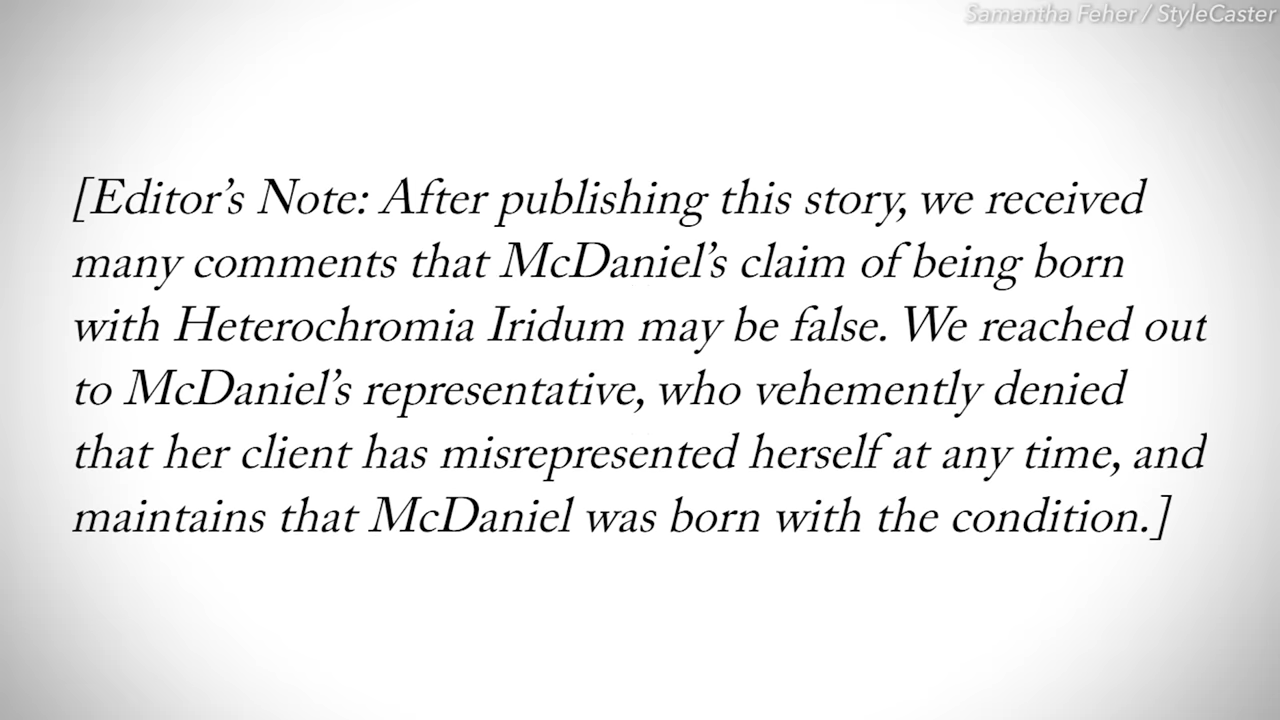 Samantha Feher / StyleCaster
[Editor’s Note: After publishing this story, we received
many comments that McDaniel’s claim of being born
with Heterochromia Iridum may be false. We reached out
to McDaniel’s representative, who vehemently denied
that her client has misrepresented herself at any time, and
maintains that McDaniel was born with the condition.]